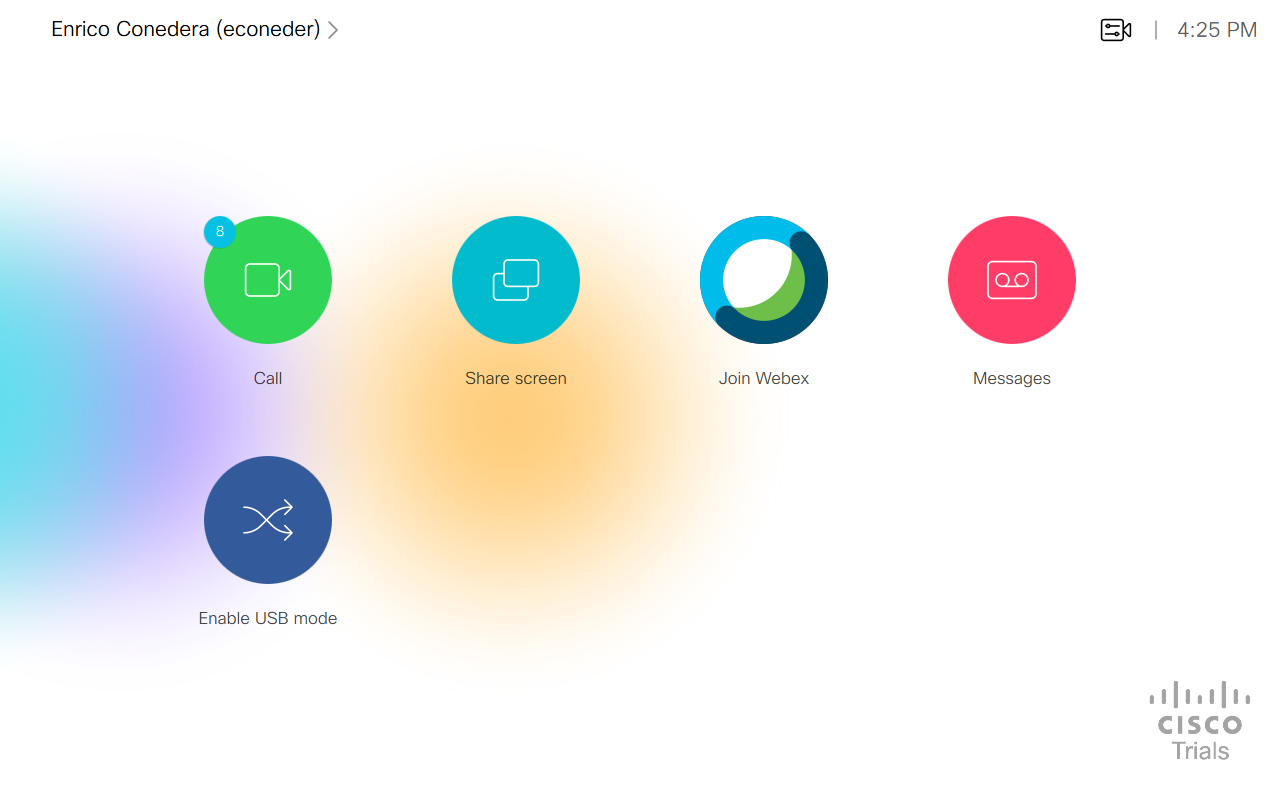 Enrico Conedera (econeder)
4:25 PM
8
Call
Share screen
Join Webex
Messages
Enable USB mode
CISCO
Trials